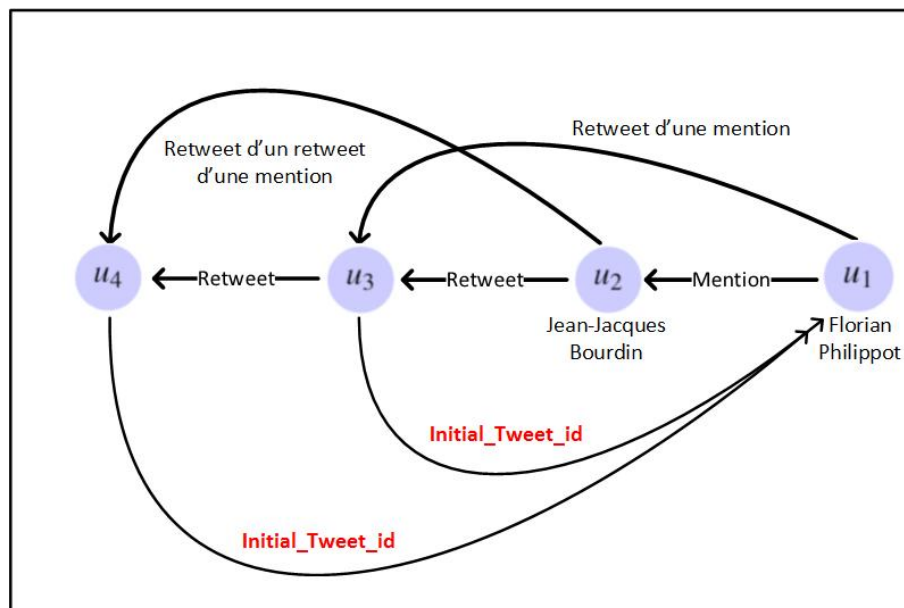 Retweet d'une mention
Retweet d'un retweet
d'une mention
u4
Retweet
u3
Retweet
u2
Mention
u1
Jean-Jacques
Bourdin
Florian
Philippot
Initial_Tweet_id
Initial_Tweet_id